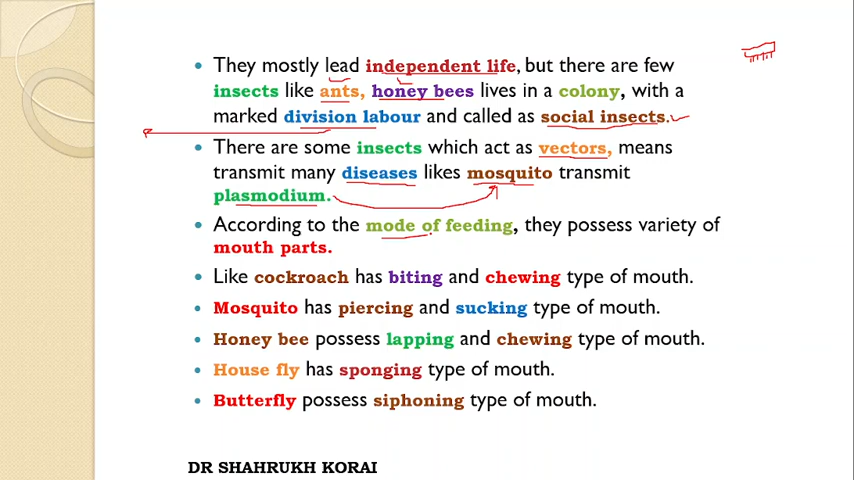 They mostly lead independent life, but there are few
insects like ants, honey bees lives in a colony, with a
marked division labour and called as social insects.
There are some insects which act as vectors, means
transmit many diseases likes mosquito transmit
plasmodium.
According to the mode of feeding, they possess variety of
mouth parts.
Like cockroach has biting and chewing type of mouth.
Mosquito has piercing and sucking type of mouth.
Honey bee possess lapping and chewing type of mouth.
House fly has sponging type of mouth.
Butterfly possess siphoning type of mouth.
DR SHAHRUKH KORAI